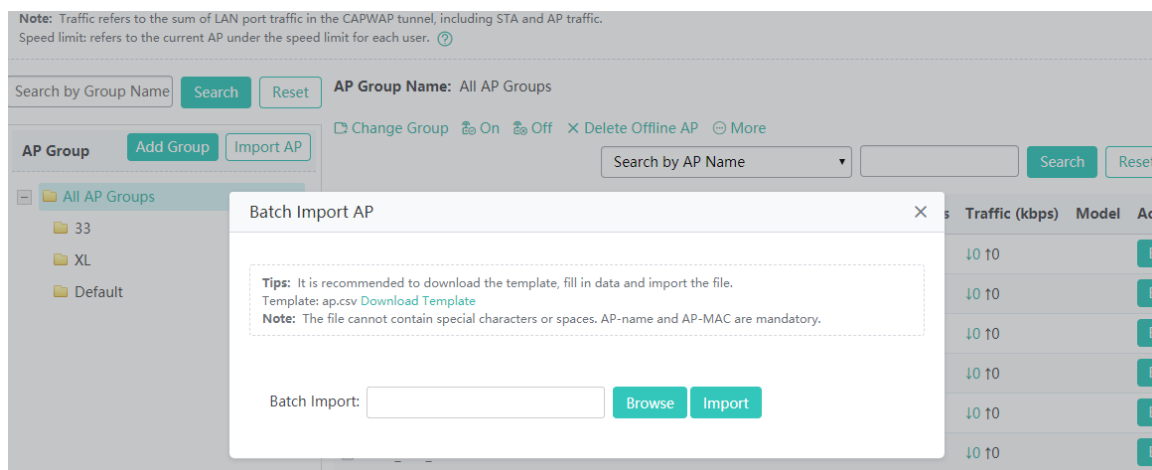 Note: Traffic refers to the sum of LAN port traffic in the CAPWAP tunnel, including STA and AP traffic.
Speed limit: refers to the current AP under the speed limit for each user.
Search by Group Name Search Reset
AP Group Name: All AP Groups
Change Group On Off Delete Offline AP More
AP Group Add Group Import AP
Search by AP Name Search
All AP Groups
33
XL
Default
Traffic (kbps) Model
↓0 ↑0
↓0 ↑0
↓0 ↑0
↓0 ↑0
↓0 ↑0
↓0 ↑0
Batch Import AP
Tips: It is recommended to download the template, fill in data and import the file.
Template: ap.csv Download Template
Note: The file cannot contain special characters or spaces. AP-name and AP-MAC are mandatory.
Batch Import: Browse Import